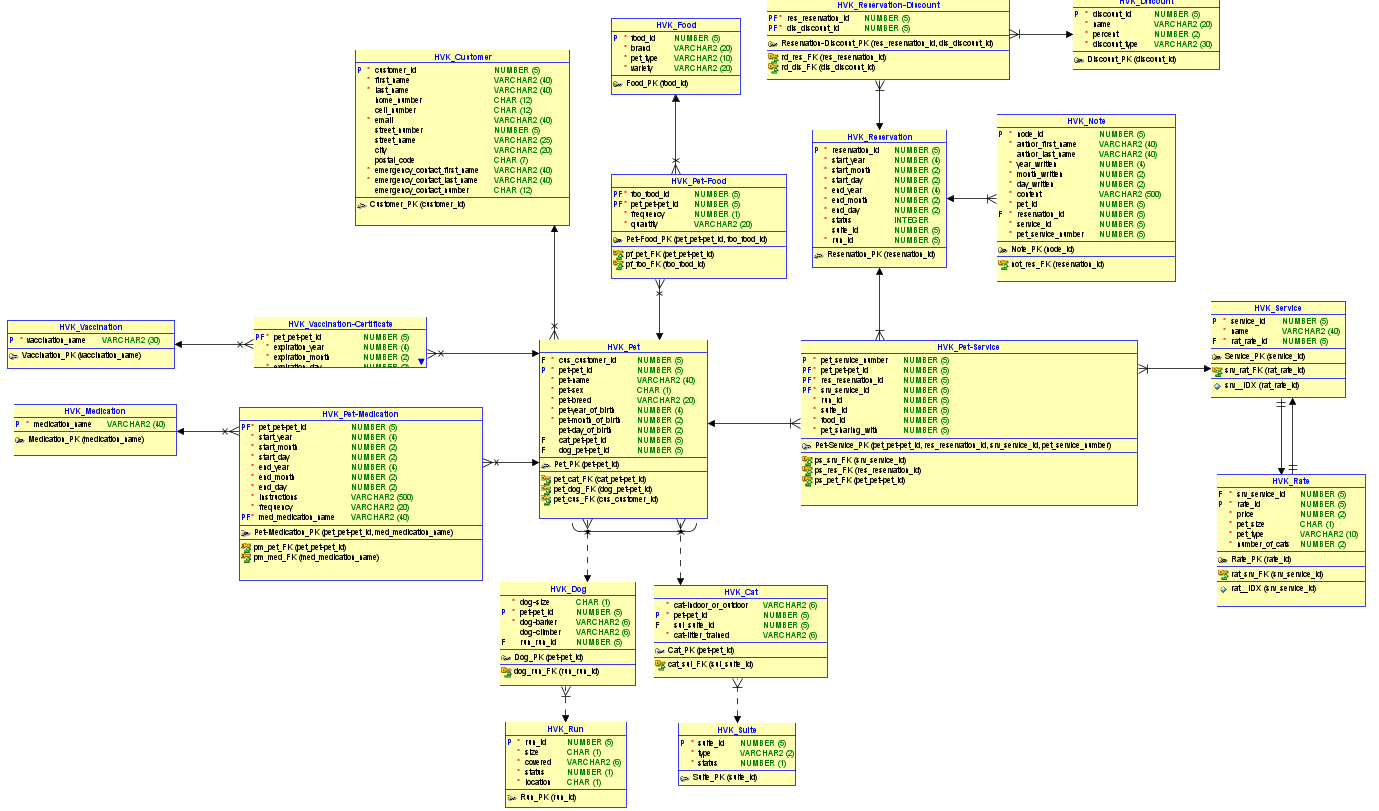 HVK_Reservation-Discount
PF* res_reservation_id NUMBER (5)
PF* dis_discount_id NUMBER (5)
Reservation-Discount_PK (res_reservation_id, dis_discount_id)
rd_res_FK (res_reservation_id)
rd_dis_FK (dis_discount_id)
HVK_Discount
P * discount_id NUMBER (5)
* name VARCHAR2 (20)
* percent NUMBER (2)
* discount_type VARCHAR2 (30)
Discount_PK (discount_id)
HVK_Food
P * food_id NUMBER (5)
* brand VARCHAR2 (20)
* pet_type VARCHAR2 (10)
* variety VARCHAR2 (20)
Food_PK (food_id)
HVK_Customer
P * customer_id NUMBER (5)
* first_name VARCHAR2 (40)
* last_name VARCHAR2 (40)
home_number CHAR (12)
cell_number CHAR (12)
* email VARCHAR2 (40)
street_number NUMBER (5)
street_name VARCHAR2 (25)
city VARCHAR2 (20)
postal_code CHAR (7)
* emergency_contact_first_name VARCHAR2 (40)
* emergency_contact_last_name VARCHAR2 (40)
emergency_contact_number CHAR (12)
Customer_PK (customer_id)
HVK_Reservation
P * reservation_id NUMBER (5)
* start_year NUMBER (4)
* start_month NUMBER (2)
* start_day NUMBER (2)
* end_year NUMBER (4)
* end_month NUMBER (2)
* end_day NUMBER (2)
* status INTEGER
suite_id NUMBER (5)
* run_id NUMBER (5)
Reservation_PK (reservation_id)
HVK_Note
P * node_id NUMBER (5)
* author_first_name VARCHAR2 (40)
author_last_name VARCHAR2 (40)
* year_written NUMBER (4)
* month_written NUMBER (2)
* day_written NUMBER (2)
* content VARCHAR2 (500)
* pet_id NUMBER (5)
F * reservation_id NUMBER (5)
* service_id NUMBER (5)
* pet_service_number NUMBER (5)
Note_PK (node_id)
not_res_FK (reservation_id)
HVK_Pet-Food
PF* foo_food_id NUMBER (5)
PF* pet_pet-pet_id NUMBER (5)
* frequency NUMBER (1)
* quantity VARCHAR2 (20)
Pet-Food_PK (pet_pet-pet_id, foo_food_id)
pf_pet_FK (pet_pet-pet_id)
pf_foo_FK (foo_food_id)
HVK_Vaccination
P * vaccination_name VARCHAR2 (30)
Vaccination_PK (vaccination_name)
HVK_Vaccination-Certificate
PF* pet_pet-pet_id NUMBER (5)
* expiration_year NUMBER (4)
* expiration_month NUMBER (2)
* expiration_day NUMBER (2)
HVK_Service
P * service_id NUMBER (5)
* name VARCHAR2 (40)
F * rat_rate_id NUMBER (5)
Service_PK (service_id)
srv_rat_FK (rat_rate_id)
srv__IDX (rat_rate_id)
HVK_Pet
F * cus_customer_id NUMBER (5)
P * pet-pet_id NUMBER (5)
* pet-name VARCHAR2 (40)
* pet-sex CHAR (1)
* pet-breed VARCHAR2 (20)
* pet-year_of_birth NUMBER (4)
* pet-month_of_birth NUMBER (2)
pet-day_of_birth NUMBER (2)
F cat_pet-pet_id NUMBER (5)
F dog_pet-pet_id NUMBER (5)
Pet_PK (pet-pet_id)
pet_cat_FK (cat_pet-pet_id)
pet_dog_FK (dog_pet-pet_id)
pet_cus_FK (cus_customer_id)
HVK_Pet-Service
P * pet_service_number NUMBER (5)
PF* pet_pet-pet_id NUMBER (5)
PF* res_reservation_id NUMBER (5)
PF* srv_service_id NUMBER (5)
* run_id NUMBER (5)
* suite_id NUMBER (5)
* food_id NUMBER (5)
* pet_sharing_with NUMBER (5)
Pet-Service_PK (pet_pet-pet_id, res_reservation_id, srv_service_id, pet_service_number)
ps_srv_FK (srv_service_id)
ps_res_FK (res_reservation_id)
ps_pet_FK (pet_pet-pet_id)
HVK_Medication
P * medication_name VARCHAR2 (40)
Medication_PK (medication_name)
HVK_Pet-Medication
PF* pet_pet-pet_id NUMBER (5)
* start_year NUMBER (4)
* start_month NUMBER (2)
* start_day NUMBER (2)
* end_year NUMBER (4)
* end_month NUMBER (2)
* end_day NUMBER (2)
* instructions VARCHAR2 (500)
* frequency VARCHAR2 (20)
PF* med_medication_name VARCHAR2 (40)
Pet-Medication_PK (pet_pet-pet_id, med_medication_name)
pm_pet_FK (pet_pet-pet_id)
pm_med_FK (med_medication_name)
HVK_Rate
F * srv_service_id NUMBER (5)
P * rate_id NUMBER (5)
* price NUMBER (2)
* pet_size CHAR (1)
* pet_type VARCHAR2 (10)
* number_of_cats NUMBER (2)
Rate_PK (rate_id)
rat_srv_FK (srv_service_id)
rat__IDX (srv_service_id)
HVK_Dog
* dog-size CHAR (1)
P * pet-pet_id NUMBER (5)
* dog-barker VARCHAR2 (6)
dog-climber VARCHAR2 (6)
F run_run_id NUMBER (5)
Dog_PK (pet-pet_id)
dog_run_FK (run_run_id)
HVK_Cat
* cat-indoor_or_outdoor VARCHAR2 (6)
P * pet-pet_id NUMBER (5)
F sui_suite_id NUMBER (5)
* cat-litter_trained VARCHAR2 (6)
Cat_PK (pet-pet_id)
cat_sui_FK (sui_suite_id)
HVK_Run
P * run_id NUMBER (5)
* size CHAR (1)
* covered VARCHAR2 (6)
* status NUMBER (1)
* location CHAR (1)
Run_PK (run_id)
HVK_Suite
P * suite_id NUMBER (5)
* type VARCHAR2 (2)
* status NUMBER (1)
Suite_PK (suite_id)